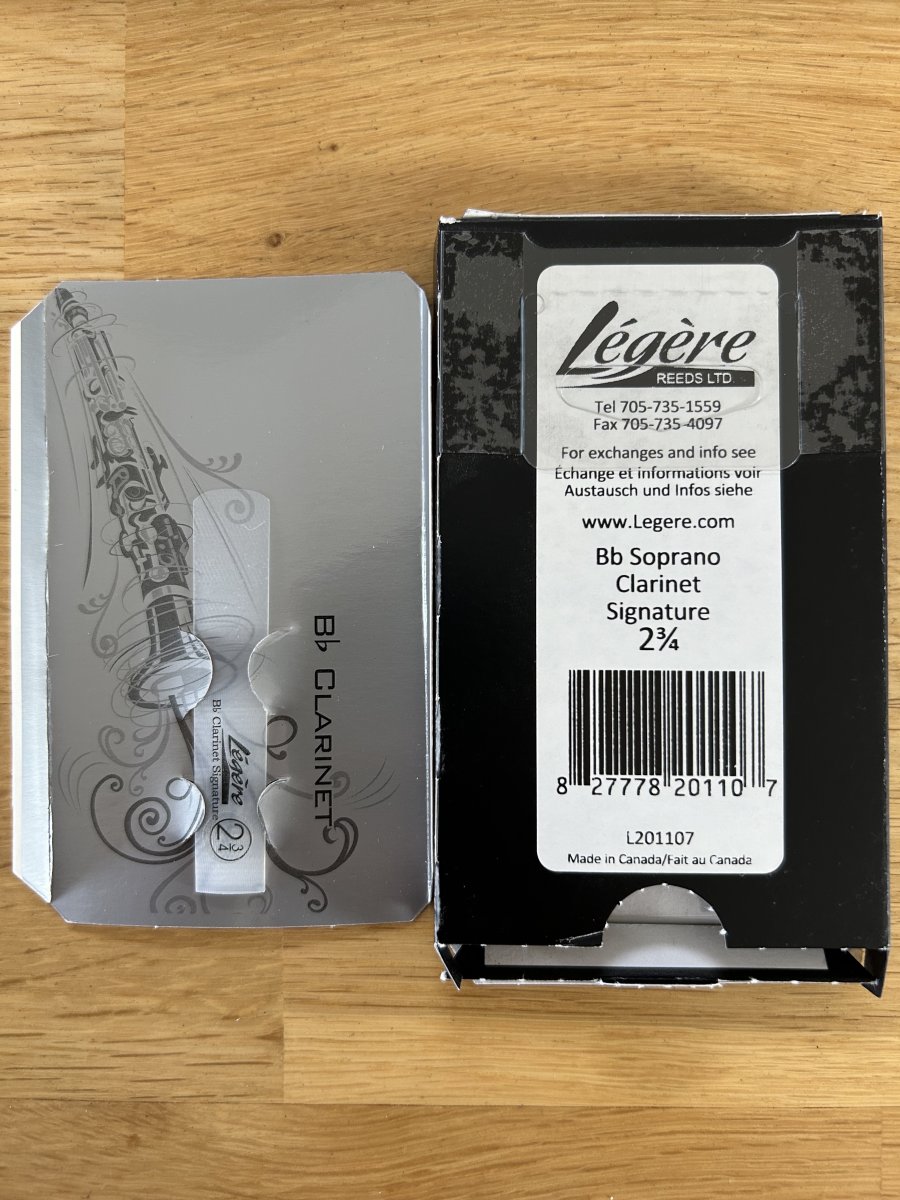 B♭ CLARINET
B♭ Clarinet Signature
Légère
2 3/4
Légère
REEDS LTD
Tel 705-735-1559
Fax 705-735-4097
For exchanges and info see
Échange et informations voir
Austausch und Infos siehe
www.Legere.com
Bb Soprano
Clarinet
Signature
2¾
8 27778 20110 7
L201107
Made in Canada/Fait au Canada